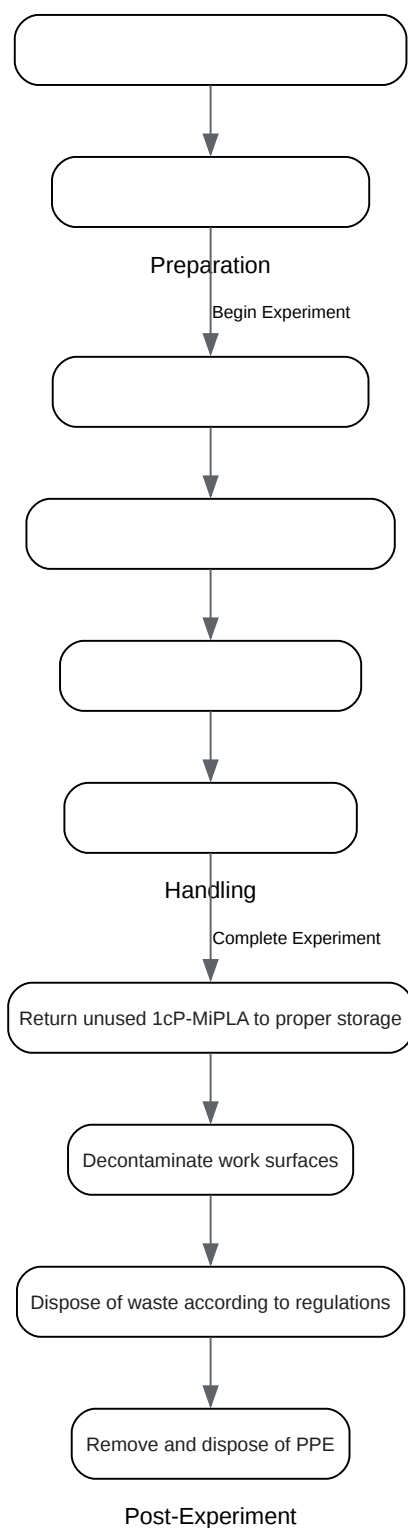 Preparation
Begin Experiment
Handling
Complete Experiment
Return unused 1cP-MiPLA to proper storage
Decontaminate work surfaces
Dispose of waste according to regulations
Remove and dispose of PPE
Post-Experiment